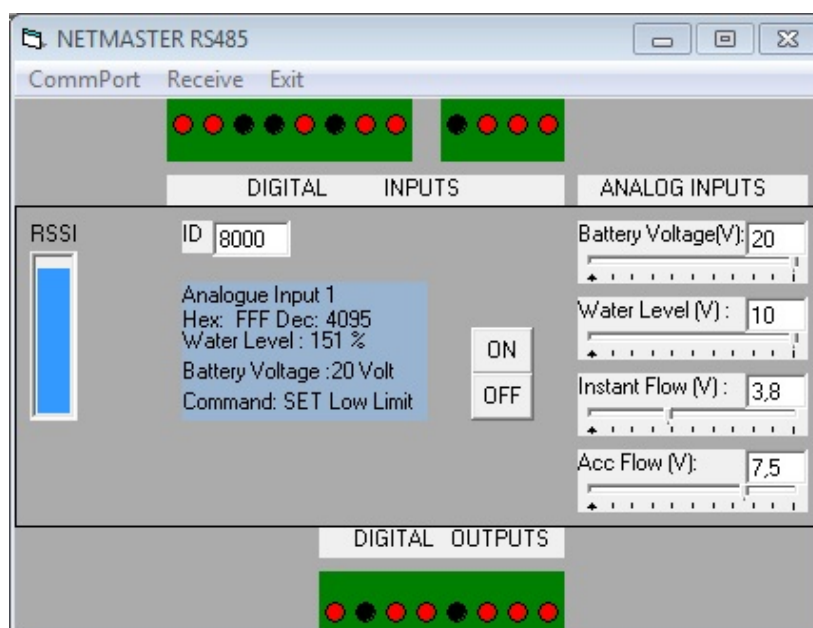 NETMASTER RS485
CommPort Receive Exit
DIGITAL INPUTS
ANALOG INPUTS
RSSI
ID 8000
Analogue Input 1
Hex: FFF Dec: 4095
Water Level : 151 %
Battery Voltage :20 Volt
Command: SET Low Limit
ON
OFF
Battery Voltage(V): 20
Water Level (V) : 10
Instant Flow (V) : 3,8
Acc Flow (V): 7,5
DIGITAL OUTPUTS